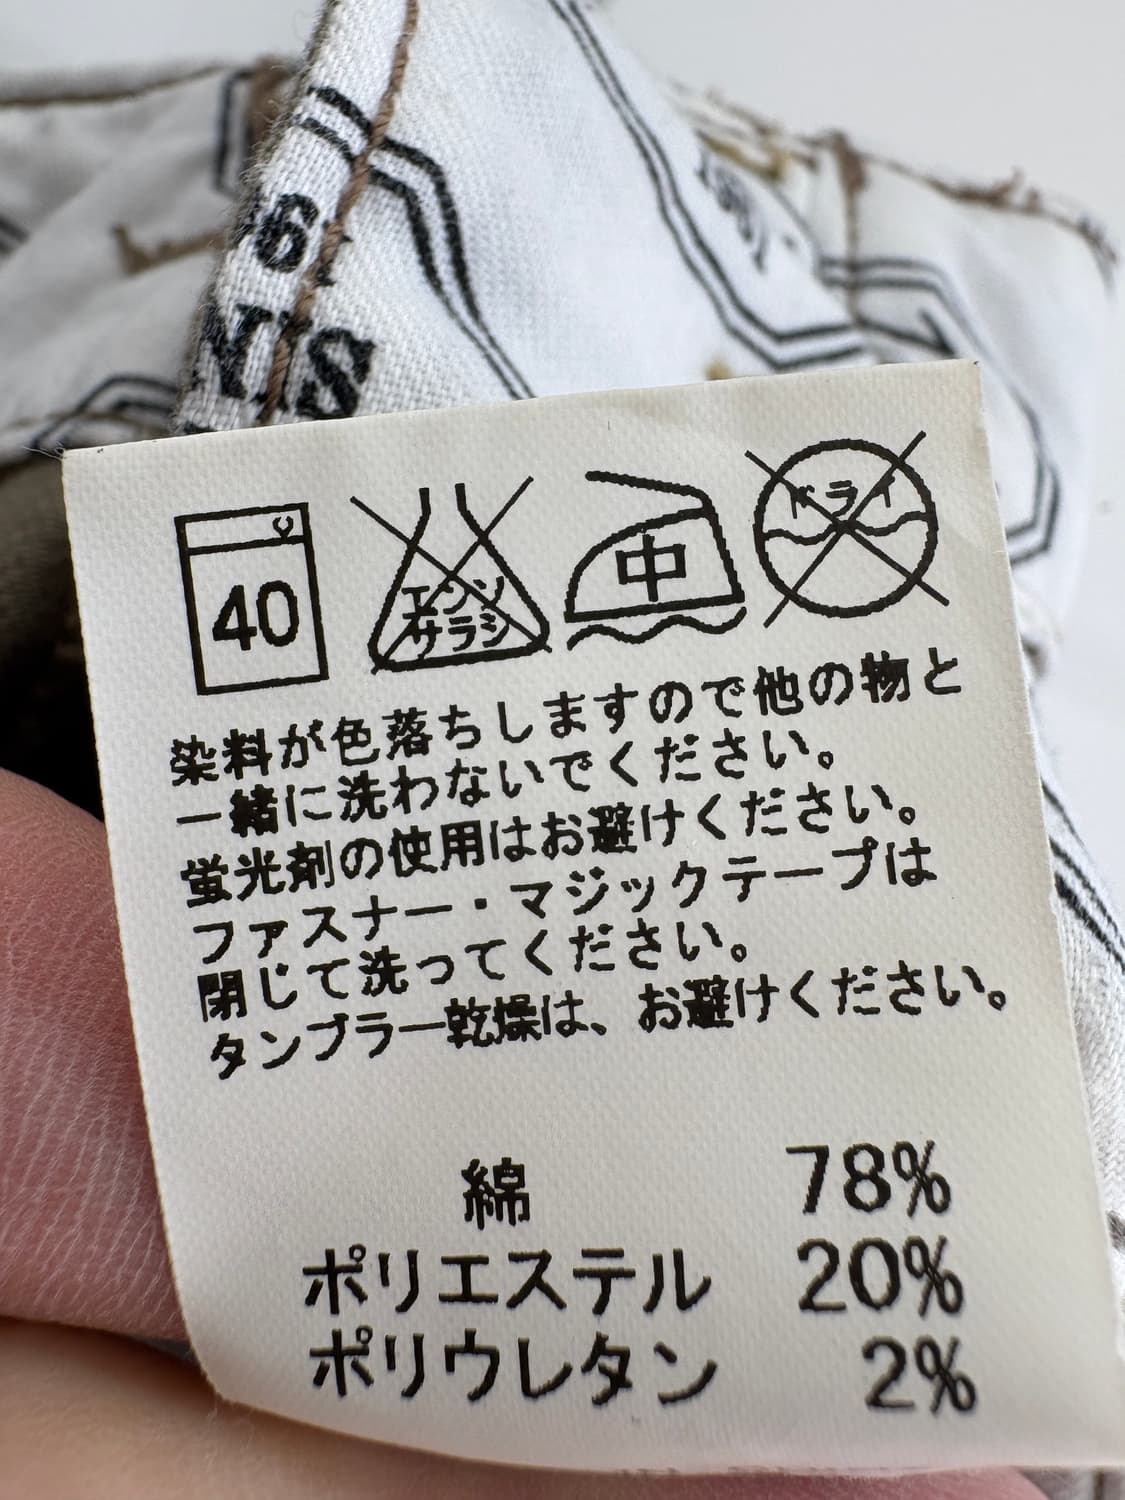 6
N'S
40
エンソ
サラシ
中
ドライ
染料が色落ちしますので他の物と
一緒に洗わないでください。
蛍光剤の使用はお避けください。
ファスナー・マジックテープは
閉じて洗ってください。
タンブラー乾燥は、お避けください。
綿 78%
ポリエステル 20%
ポリウレタン 2%